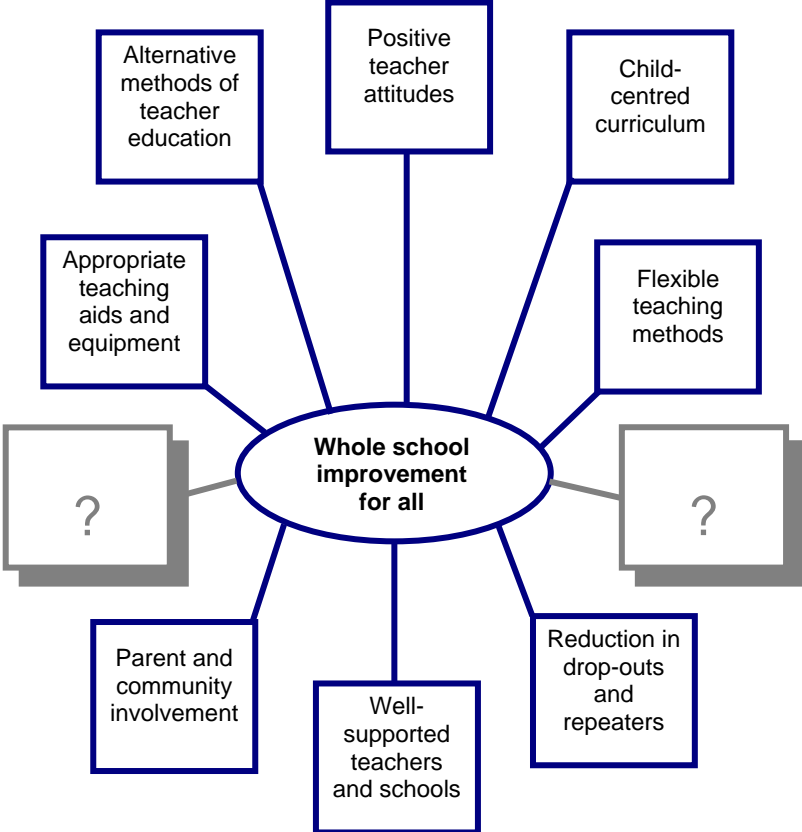 Alternative
methods of
teacher
education
Positive
teacher
attitudes
Child-
centred
curriculum
Appropriate
teaching
aids and
equipment
Flexible
teaching
methods
Whole school
improvement
for all
?
?
Parent and
community
involvement
Well-
supported
teachers
and schools
Reduction in
drop-outs
and
repeaters